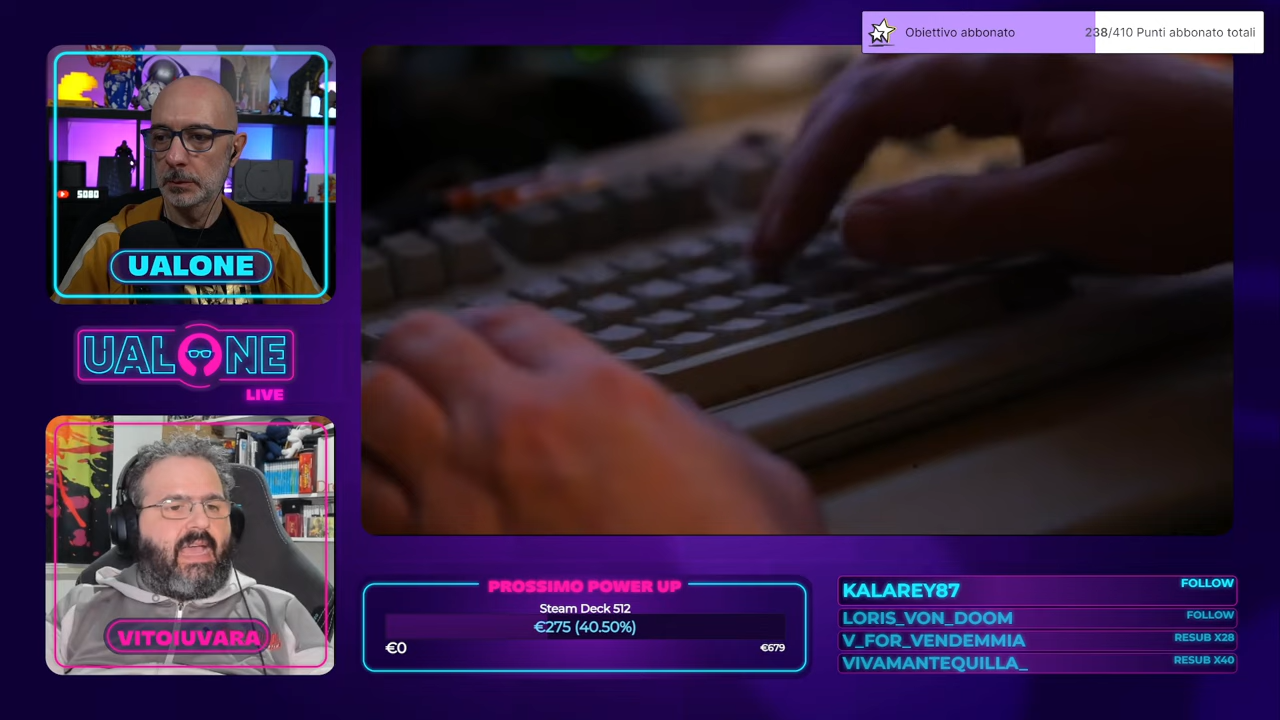 Obiettivo abbonato
238/410 Punti abbonato totali
5080
UALONE
UALONE
LIVE
VITOIUVARA
PROSSIMO POWER UP
Steam Deck 512
€275 (40.50%)
€0
€679
KALAREY87
FOLLOW
LORIS_VON_DOOM
FOLLOW
V_FOR_VENDEMMIA
RESUB X28
VIVAMANTEQUILLA_
RESUB X40